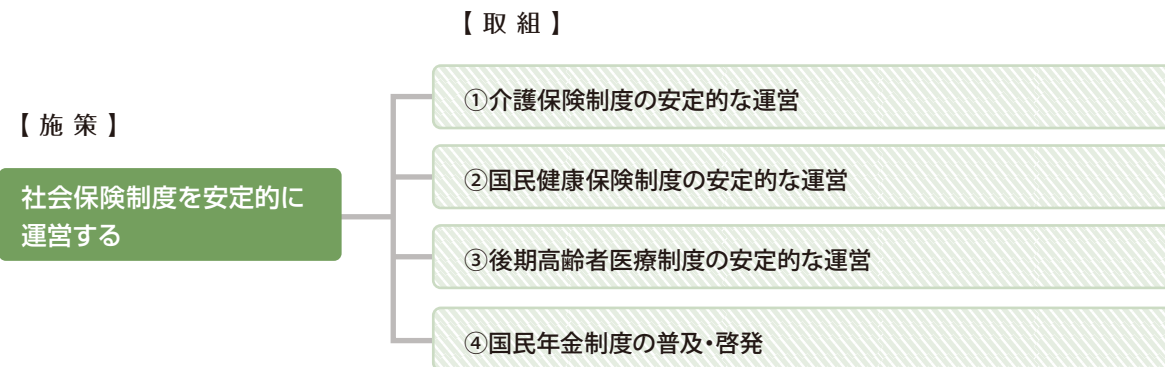 【 取 組 】
【 施 策 】
社会保険制度を安定的に
運営する
①介護保険制度の安定的な運営
②国民健康保険制度の安定的な運営
③後期高齢者医療制度の安定的な運営
④国民年金制度の普及・啓発